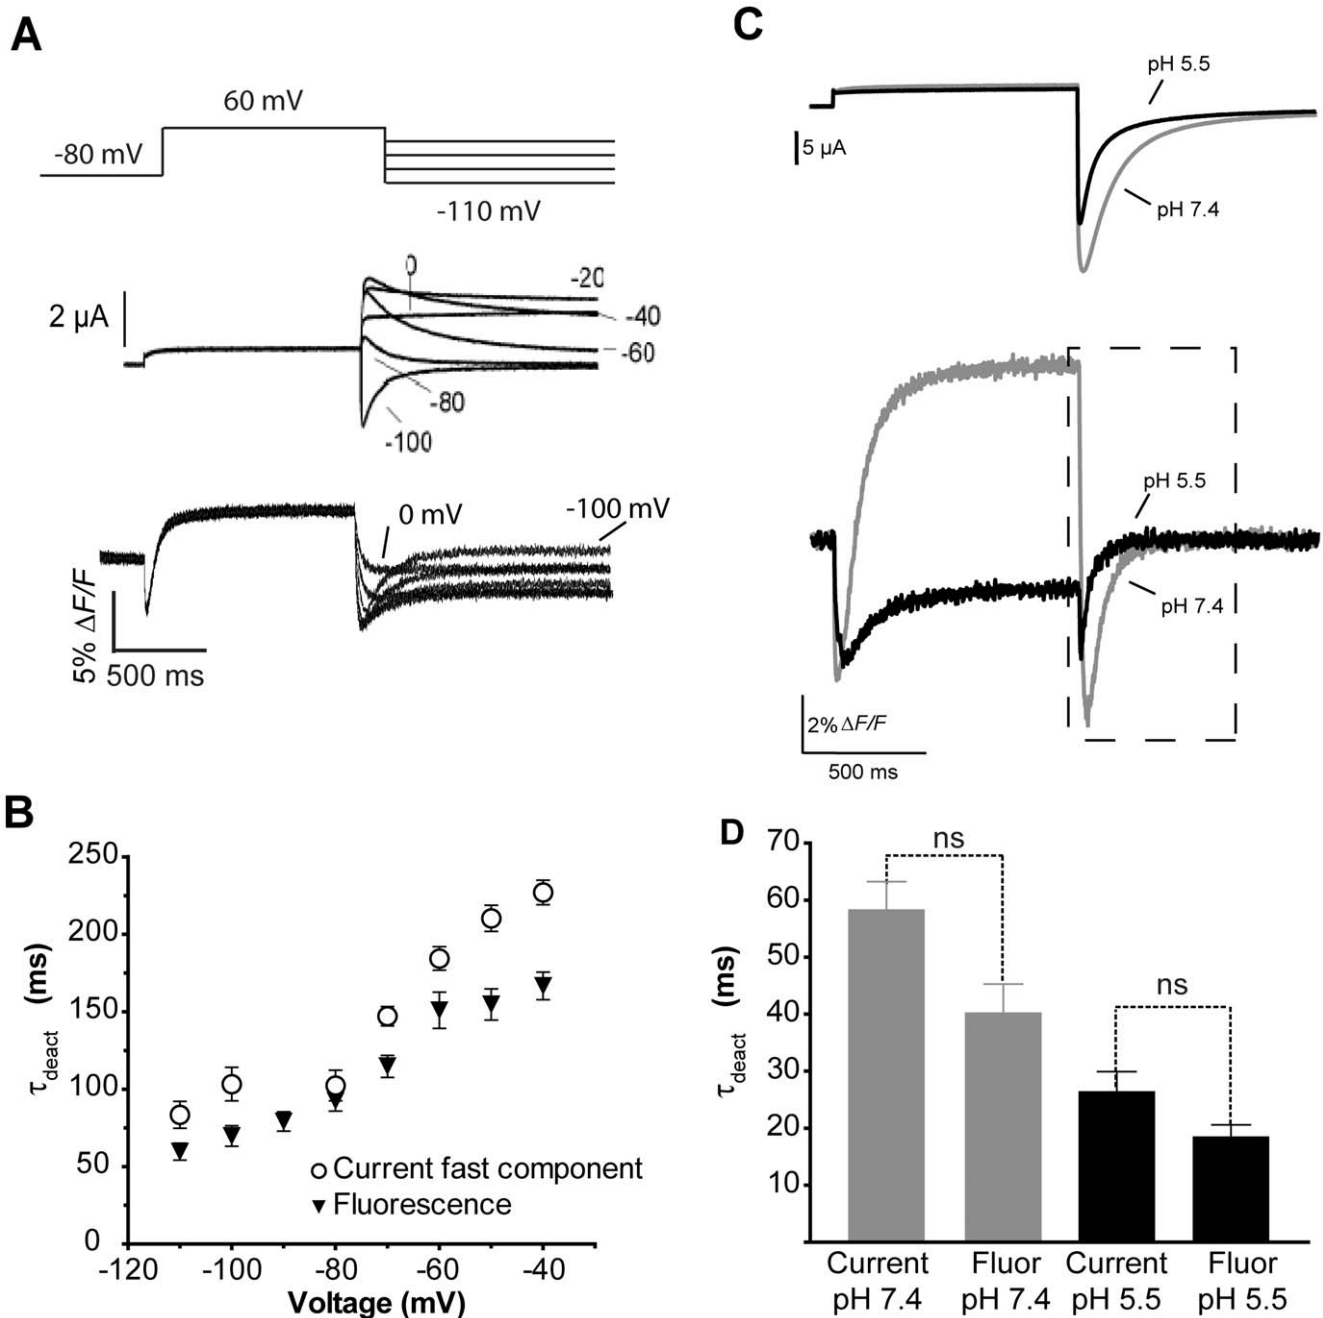 A
60 mV
-80 mV
-110 mV
2 µA
0
-20
-40
-60
-80
-100
0 mV
-100 mV
5% ΔF/F
500 ms
B
250
200
150
100
50
0
τdeact (ms)
Current fast component
Fluorescence
-120 -100 -80 -60 -40
Voltage (mV)
C
pH 5.5
5 µA
pH 7.4
pH 5.5
pH 7.4
2% ΔF/F
500 ms
D
70
60
50
40
30
20
10
τdeact (ms)
ns
ns
Current Fluor Current Fluor
pH 7.4 pH 7.4 pH 5.5 pH 5.5